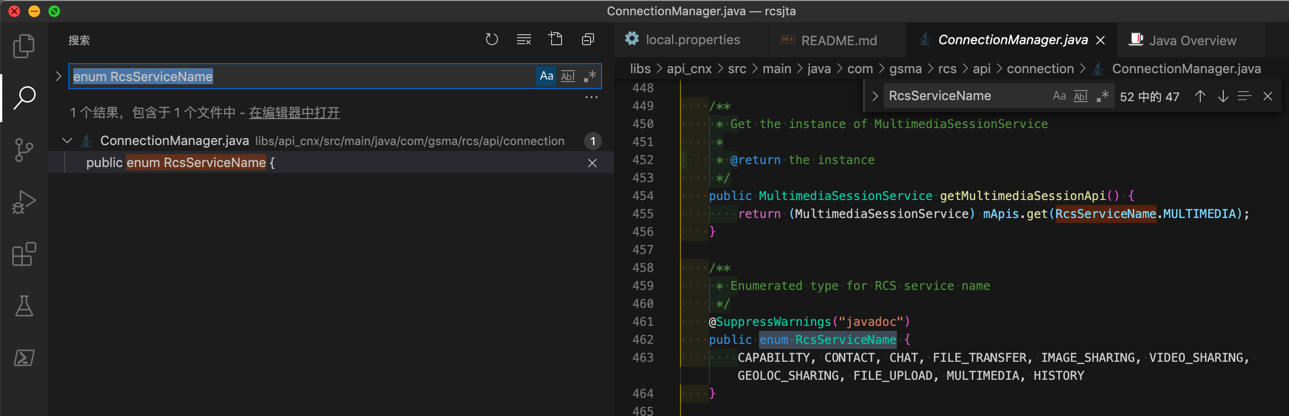 ConnectionManager.java — rcsjta
搜索
enum RcsServiceName
Aa Abl .*
1 个结果，包含于 1 个文件中 - 在编辑器中打开
ConnectionManager.java libs/api_cnx/src/main/java/com/gsma/rcs/api/connection 1
public enum RcsServiceName {
local.properties README.md ConnectionManager.java Java Overview
libs > api_cnx > src > main > java > com > gsma > rcs > api > connection > ConnectionManager.java
RcsServiceName Aa Abl .* 52 中的 47
448
449 /**
450 * Get the instance of MultimediaSessionService
451 *
452 * @return the instance
453 */
454 public MultimediaSessionService getMultimediaSessionApi() {
455 return (MultimediaSessionService) mApis.get(RcsServiceName.MULTIMEDIA);
456 }
457
458 /**
459 * Enumerated type for RCS service name
460 */
461 @SuppressWarnings("javadoc")
462 public enum RcsServiceName {
463 CAPABILITY, CONTACT, CHAT, FILE_TRANSFER, IMAGE_SHARING, VIDEO_SHARING,
GEOLOC_SHARING, FILE_UPLOAD, MULTIMEDIA, HISTORY
464 }
465